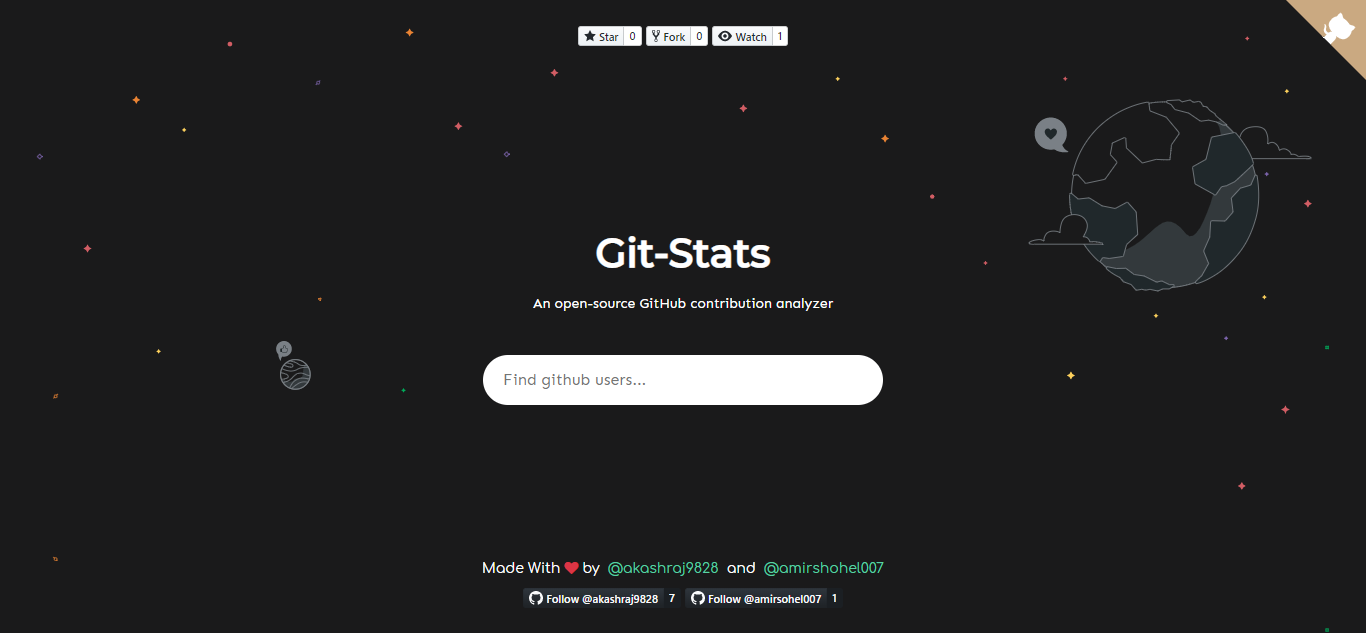 Star 0 Fork 0 Watch 1
Git-Stats
An open-source GitHub contribution analyzer
Find github users...
Made With by @akashraj9828 and @amirshohel007
Follow @akashraj9828 7 Follow @amirsohel007 1